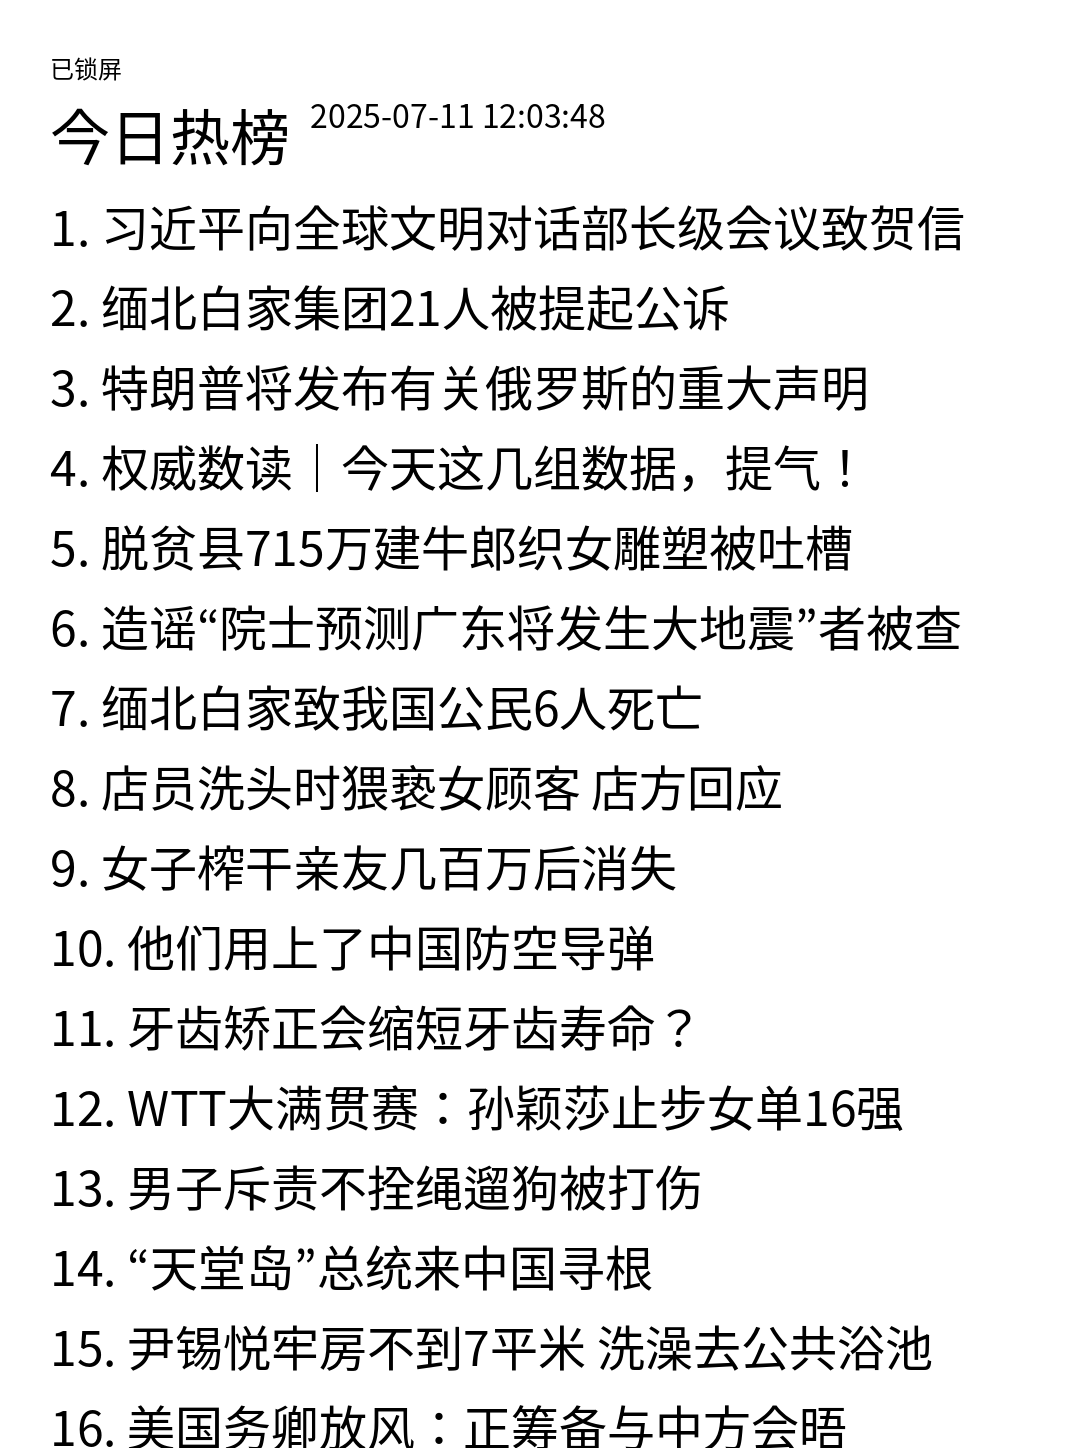 已锁屏
今日热榜 2025-07-11 12:03:48
1. 习近平向全球文明对话部长级会议致贺信
2. 缅北白家集团21人被提起公诉
3. 特朗普将发布有关俄罗斯的重大声明
4. 权威数读｜今天这几组数据，提气！
5. 脱贫县715万建牛郎织女雕塑被吐槽
6. 造谣“院士预测广东将发生大地震”者被查
7. 缅北白家致我国公民6人死亡
8. 店员洗头时猥亵女顾客 店方回应
9. 女子榨干亲友几百万后消失
10. 他们用上了中国防空导弹
11. 牙齿矫正会缩短牙齿寿命？
12. WTT大满贯赛：孙颖莎止步女单16强
13. 男子斥责不拴绳遛狗被打伤
14. “天堂岛”总统来中国寻根
15. 尹锡悦牢房不到7平米 洗澡去公共浴池
16. 美国务卿放风：正筹备与中方会晤